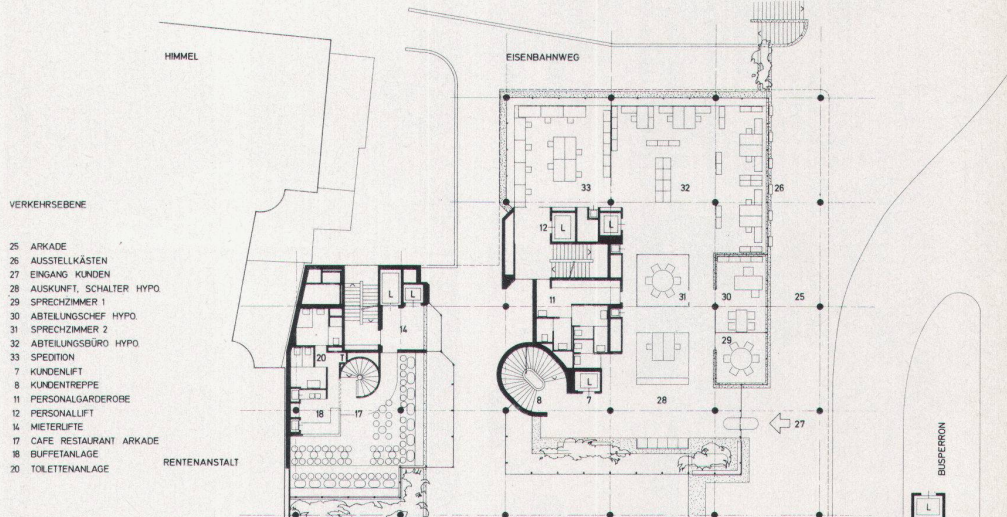 HIMMEL
EISENBAHNWEG
VERKEHRSEBENE
25 ARKADE
26 AUSSTELLKÄSTEN
27 EINGANG KUNDEN
28 AUSKUNFT, SCHALTER HYPO.
29 SPRECHZIMMER 1
30 ABTEILUNGSCHEF HYPO.
31 SPRECHZIMMER 2
32 ABTEILUNGSBÜRO HYPO.
33 SPEDITION
7 KUNDENLIFT
8 KUNDENTREPPE
11 PERSONALGARDEROBE
12 PERSONALLIFT
14 MIETERLIFTE
17 CAFE RESTAURANT ARKADE
18 BUFFETANLAGE
20 TOILETTENANLAGE
RENTENANSTALT
33
32
26
12
L
L
11
31
30
25
L
L
14
29
20
T
18
17
8
L
7
28
27
BUSPERRON
L